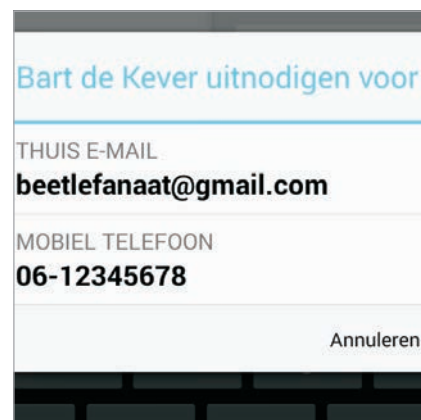 Bart de Kever uitnodigen voor
THUIS E-MAIL
beetlefanaat@gmail.com
MOBIEL TELEFOON
06-12345678
Annuleren